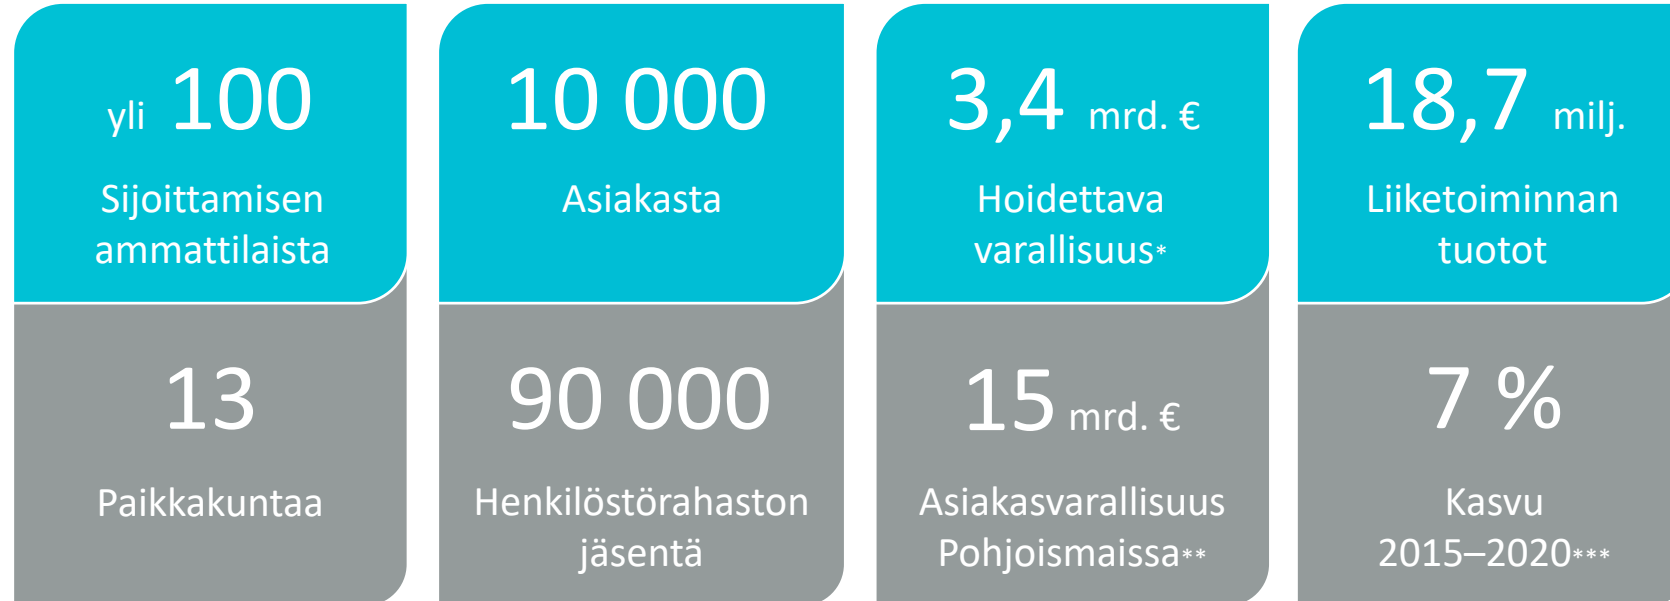 yli 100
Sijoittamisen
ammattilaista
13
Paikkakuntaa
10 000
Asiakasta
90 000
Henkilöstörahaston
jäsentä
3,4 mrd. €
Hoidettava
varallisuus*
15 mrd. €
Asiakasvarallisuus
Pohjoismaissa**
18,7 milj.
Liiketoiminnan
tuotot
7 %
Kasvu
2015–2020***